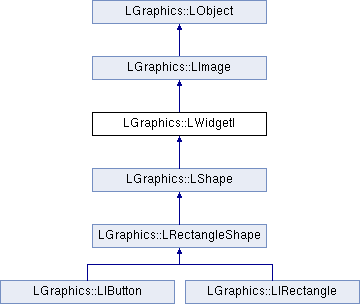 LGraphics::LObject
LGraphics::LImage
LGraphics::LWidgetI
LGraphics::LShape
LGraphics::LRectangleShape
LGraphics::LIButton
LGraphics::LIRectangle